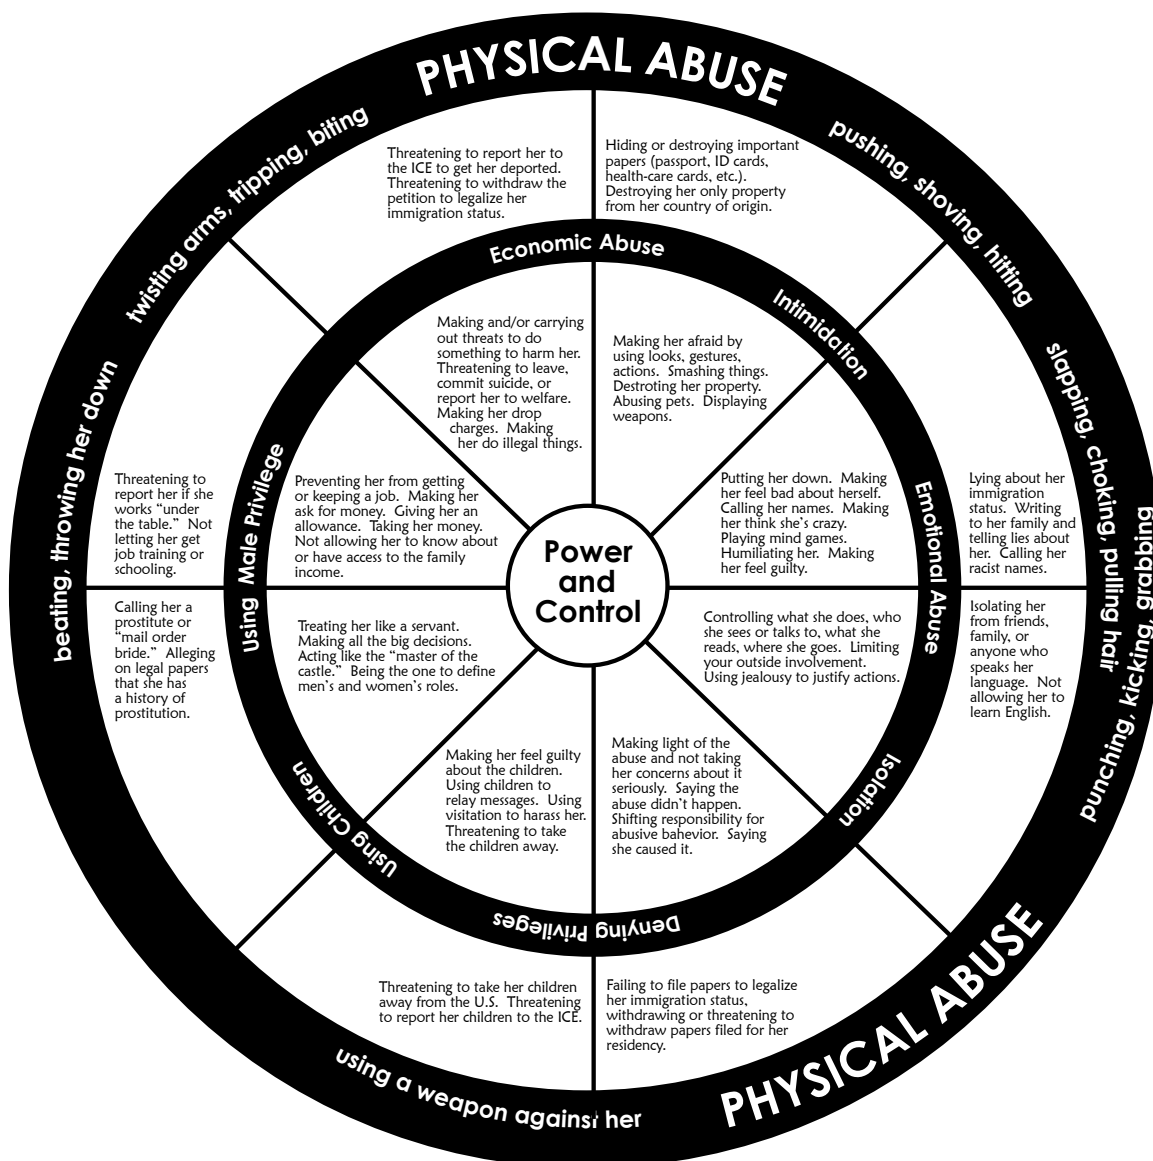 PHYSICAL ABUSE
twisting arms, tripping, biting
pushing, shoving, hitting
slapping, choking, pulling hair
punching, kicking, grabbing
beating, throwing her down
using a weapon against her
PHYSICAL ABUSE
Threatening to report her to
the ICE to get her deported.
Threatening to withdraw the
petition to legalize her
immigration status.
Hiding or destroying important
papers (passport, ID cards,
health-care cards, etc.).
Destroying her only property
from her country of origin.
Economic Abuse
Intimidation
Emotional Abuse
Isolation
Denying Privileges
Using Children
Using Male Privilege
Making and/or carrying
out threats to do
something to harm her.
Threatening to leave,
commit suicide, or
report her to welfare.
Making her drop
charges. Making
her do illegal things.
Making her afraid by
using looks, gestures,
actions. Smashing things.
Destroting her property.
Abusing pets. Displaying
weapons.
Threatening to
report her if she
works “under
the table.” Not
letting her get
job training or
schooling.
Preventing her from getting
or keeping a job. Making her
ask for money. Giving her an
allowance. Taking her money.
Not allowing her to know about
or have access to the family
income.
Putting her down. Making
her feel bad about herself.
Calling her names. Making
her think she’s crazy.
Playing mind games.
Humiliating her. Making
her feel guilty.
Lying about her
immigration
status. Writing
to her family and
telling lies about
her. Calling her
racist names.
Power
and
Control
Calling her a
prostitute or
“mail order
bride.” Alleging
on legal papers
that she has
a history of
prostitution.
Treating her like a servant.
Making all the big decisions.
Acting like the “master of the
castle.” Being the one to define
men’s and women’s roles.
Controlling what she does, who
she sees or talks to, what she
reads, where she goes. Limiting
your outside involvement.
Using jealousy to justify actions.
Isolating her
from friends,
family, or
anyone who
speaks her
language. Not
allowing her to
learn English.
Making her feel guilty
about the children.
Using children to
relay messages. Using
visitation to harass her.
Threatening to take
the children away.
Making light of the
abuse and not taking
her concerns about it
seriously. Saying the
abuse didn’t happen.
Shifting responsibility for
abusive bahevior. Saying
she caused it.
Threatening to take her children
away from the U.S. Threatening
to report her children to the ICE.
Failing to file papers to legalize
her immigration status,
withdrawing or threatening to
withdraw papers filed for her
residency.